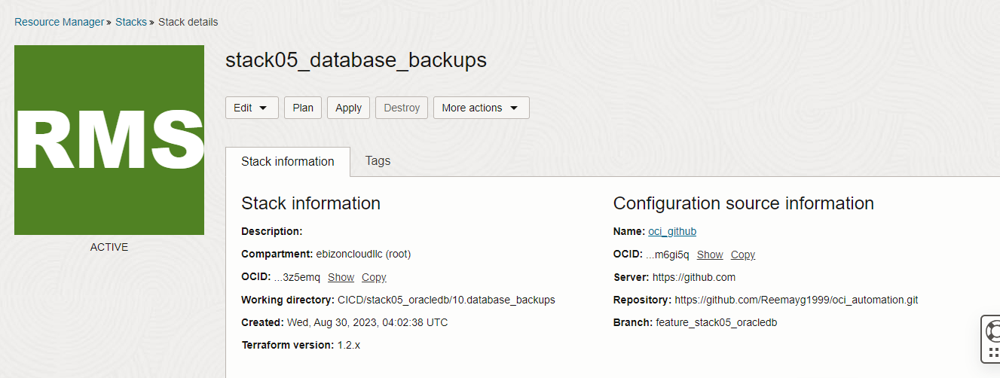 Resource Manager » Stacks » Stack details
RMS
ACTIVE
stack05_database_backups
Edit Plan Apply Destroy More actions
Stack information Tags
Stack information
Description:
Compartment: ebizoncloudllc (root)
OCID: ...3z5emq Show Copy
Working directory: CICD/stack05_oracledb/10.database_backups
Created: Wed, Aug 30, 2023, 04:02:38 UTC
Terraform version: 1.2.x
Configuration source information
Name: oci_github
OCID: ...m6gi5q Show Copy
Server: https://github.com
Repository: https://github.com/Reemayg1999/oci_automation.git
Branch: feature_stack05_oracledb